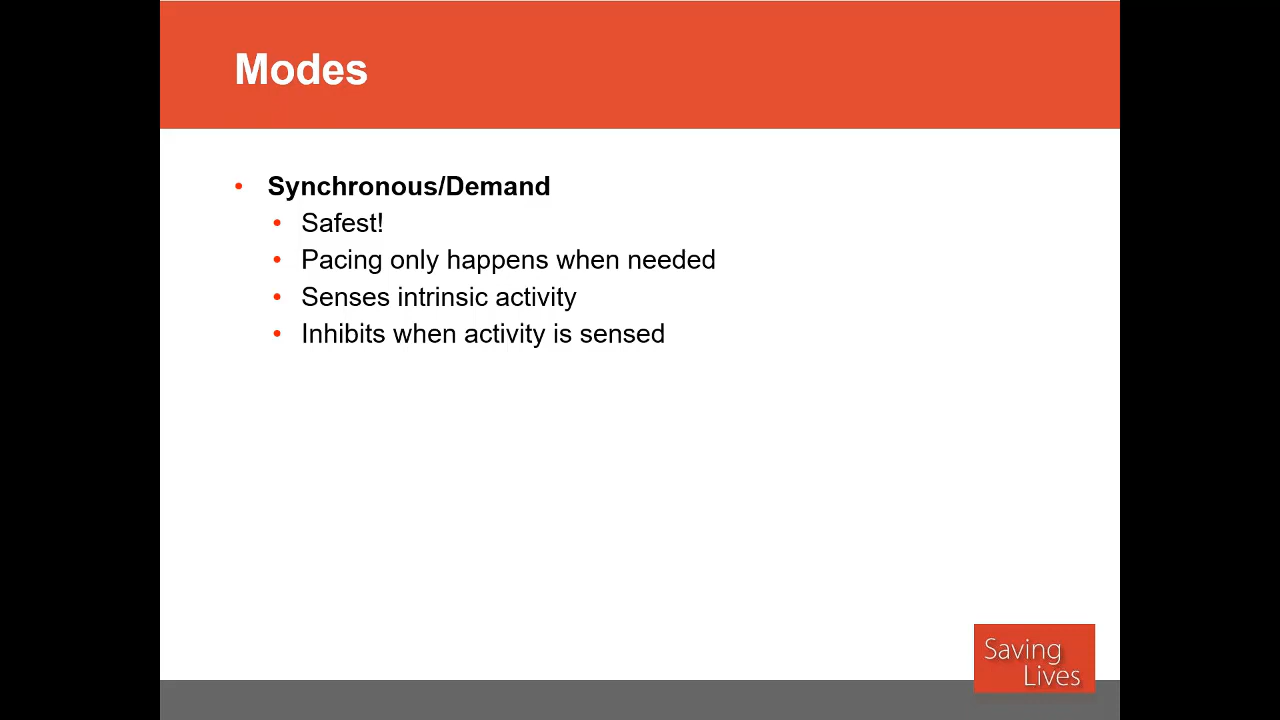 Modes
• Synchronous/Demand
• Safest!
• Pacing only happens when needed
• Senses intrinsic activity
• Inhibits when activity is sensed
Saving
Lives